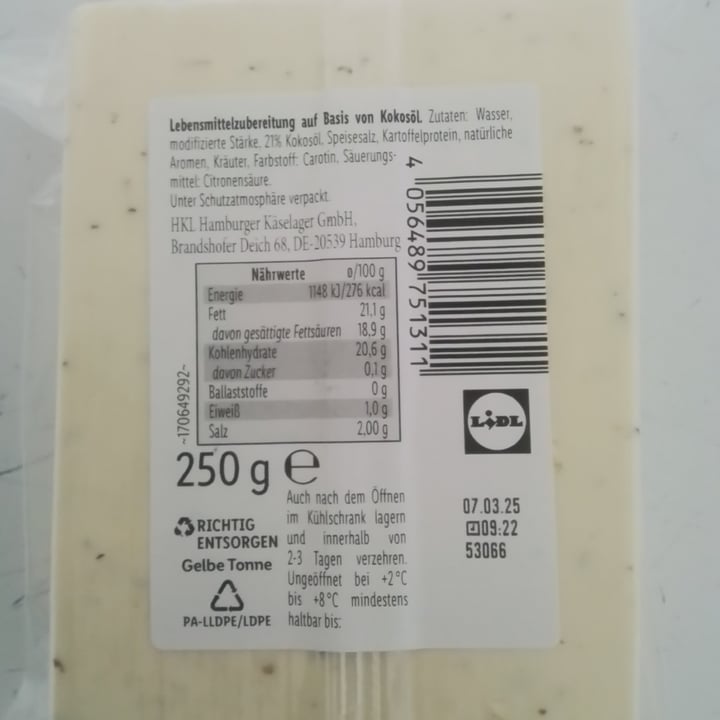 Lebensmittelzubereitung auf Basis von Kokosöl. Zutaten: Wasser,
modifizierte Stärke, 21% Kokosöl, Speisesalz, Kartoffelprotein, natürliche
Aromen, Kräuter, Farbstoff: Carotin, Säuerungs-
mittel: Citronensäure.
Unter Schutzatmosphäre verpackt.
HKL Hamburger Käselager GmbH,
Brandshofer Deich 68, DE-20539 Hamburg
4 056489 751311
Nährwerte ø/100 g
Energie 1148 kJ/276 kcal
Fett 21,1 g
davon gesättigte Fettsäuren 18,9 g
Kohlenhydrate 20,6 g
davon Zucker 0,1 g
Ballaststoffe 0 g
Eiweiß 1,0 g
Salz 2,00 g
~170649292~
LIDL
250 g e
RICHTIG
ENTSORGEN
Gelbe Tonne
PA-LLDPE/LDPE
Auch nach dem Öffnen
im Kühlschrank lagern
und innerhalb von
2-3 Tagen verzehren.
Ungeöffnet bei +2°C
bis +8°C mindestens
haltbar bis:
07.03.25
09:22
53066